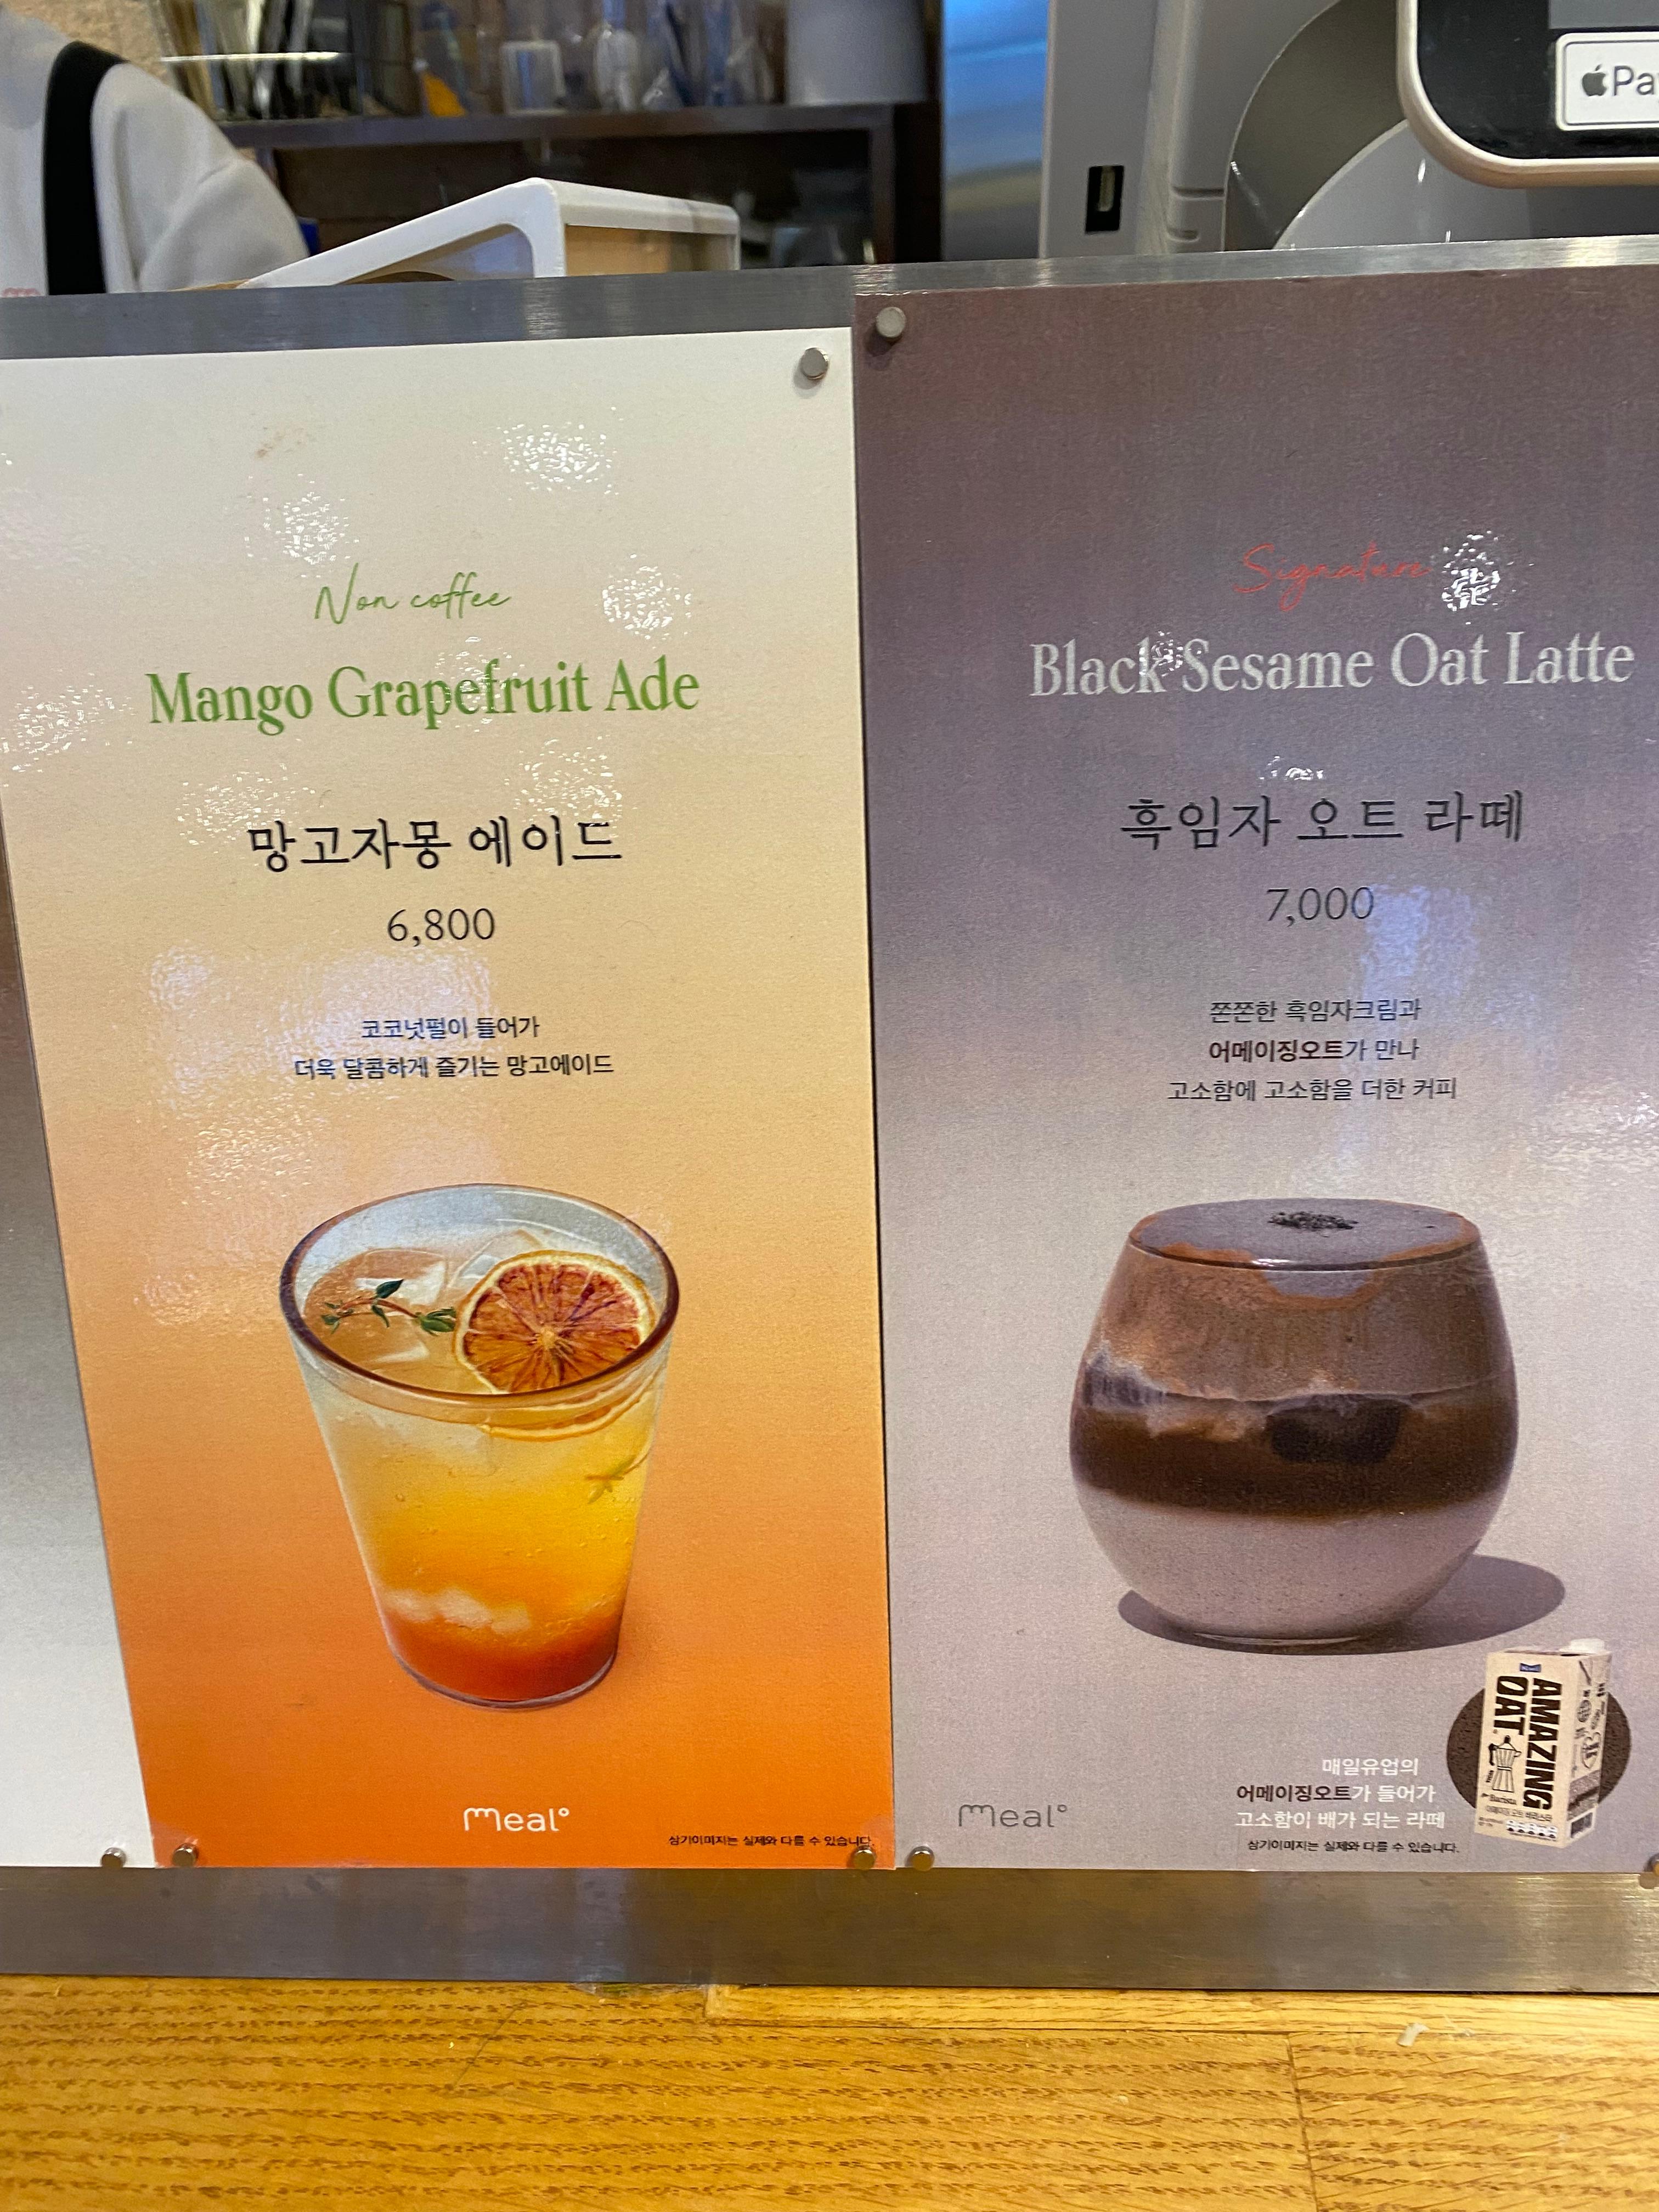 Pay
Non coffee
Mango Grapefruit Ade
망고자몽 에이드
6,800
코코넛펄이 들어가
더욱 달콤하게 즐기는 망고에이드
meal°
상기이미지는 실제와 다를 수 있습니다.
Signature
Black Sesame Oat Latte
흑임자 오트 라떼
7,000
쫀쫀한 흑임자크림과
어메이징오트가 만나
고소함에 고소함을 더한 커피
meal°
매일유업의
어메이징오트가 들어가
고소함이 배가 되는 라떼
상기이미지는 실제와 다를 수 있습니다.
AMAZING
OAT
Barista